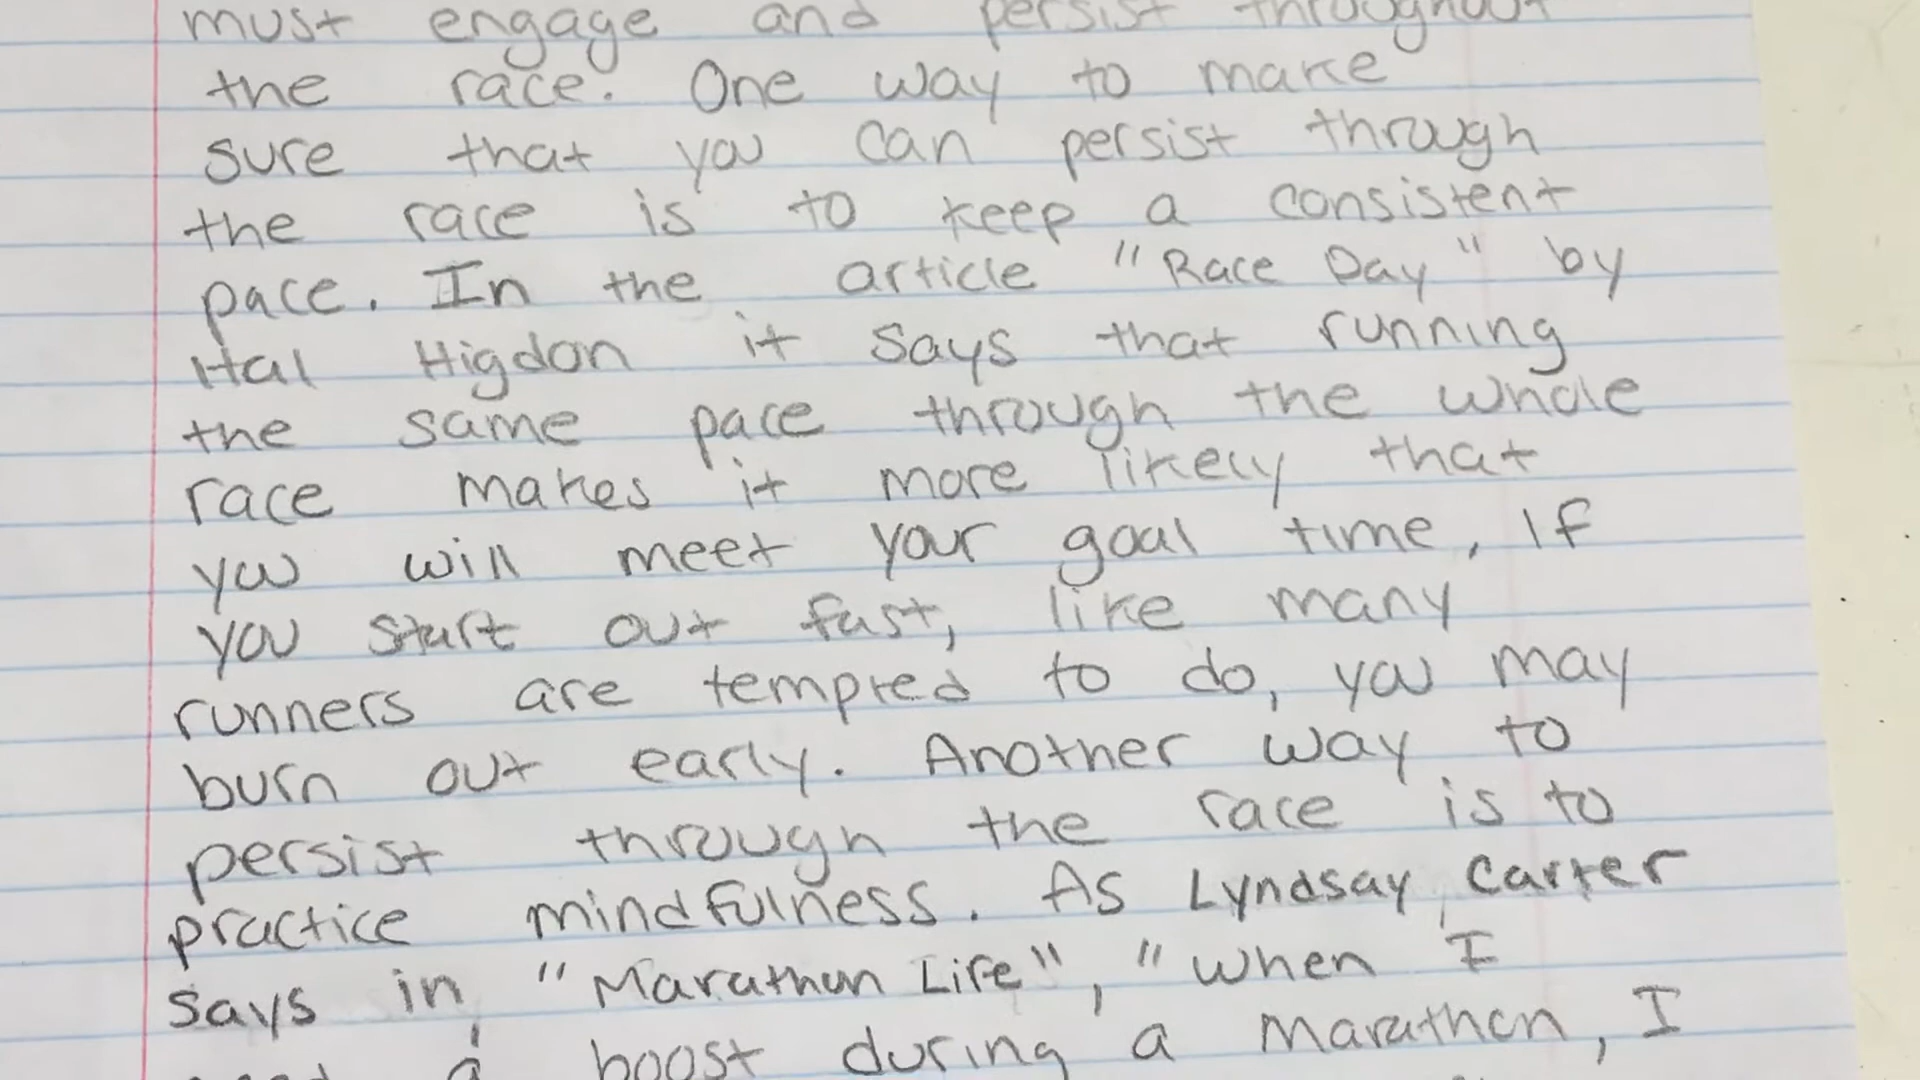 must engage and persist throughout
the race. One way to make
sure that you can persist through
the race is to keep a consistent
pace. In the article "Race Day" by
Hal Higdon it says that running
the same pace through the whole
race makes it more likely that
you will meet your goal time. If
you start out fast, like many
runners are tempted to do, you may
burn out early. Another way to
persist through the race is to
practice mindfulness. As Lyndsay Carter
says in "Marathon Life", "when I
need a boost during a marathon, I